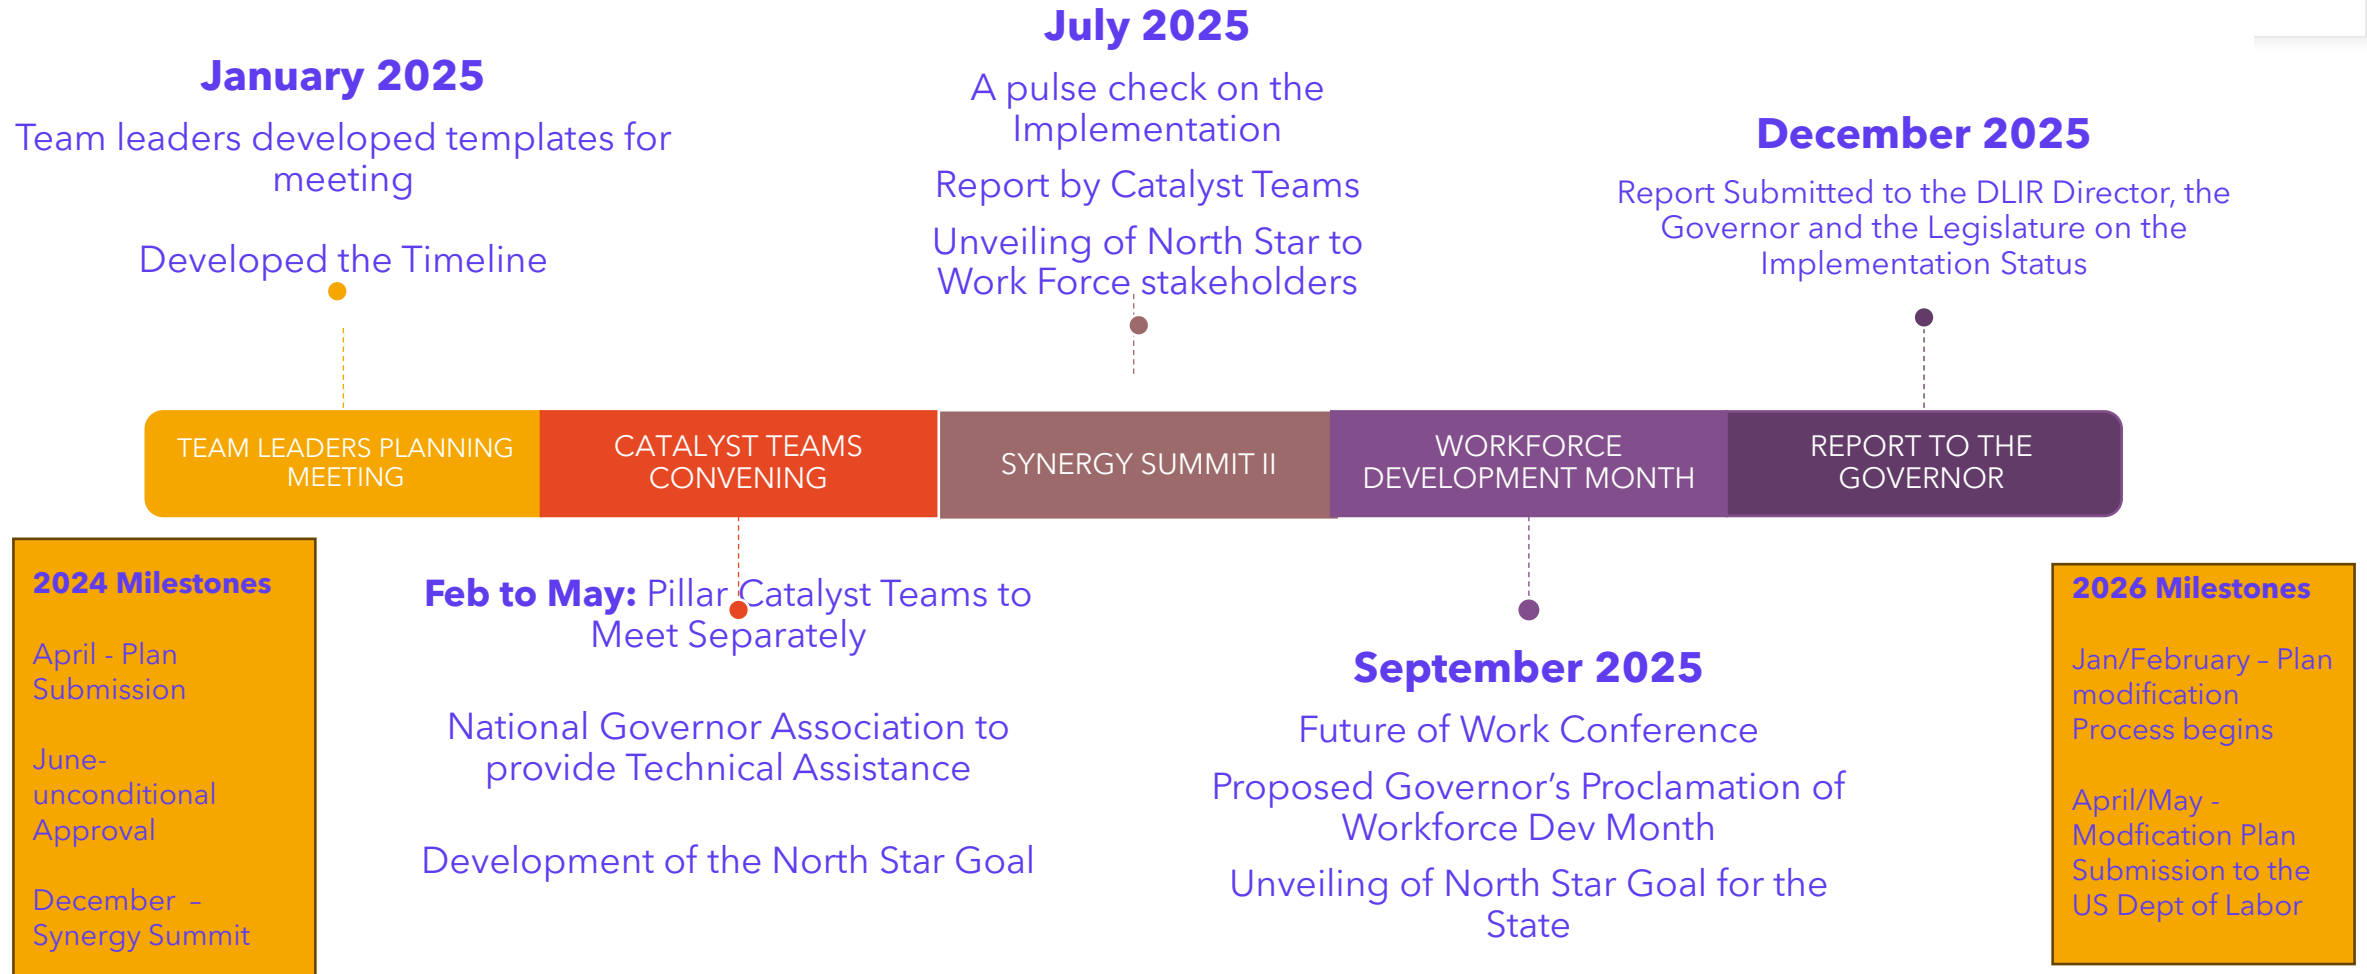 January 2025
Team leaders developed templates for
meeting
Developed the Timeline
July 2025
A pulse check on the
Implementation
Report by Catalyst Teams
Unveiling of North Star to
Work Force stakeholders
December 2025
Report Submitted to the DLIR Director, the
Governor and the Legislature on the
Implementation Status
TEAM LEADERS PLANNING
MEETING
CATALYST TEAMS
CONVENING
SYNERGY SUMMIT II
WORKFORCE
DEVELOPMENT MONTH
REPORT TO THE
GOVERNOR
2024 Milestones
April - Plan
Submission
June-
unconditional
Approval
December  –
Synergy Summit
Feb to May: Pillar Catalyst Teams to
Meet Separately
National Governor Association to
provide Technical Assistance
Development of the North Star Goal
September 2025
Future of Work Conference
Proposed Governor’s Proclamation of
Workforce Dev Month
Unveiling of North Star Goal for the
State
2026 Milestones
Jan/February – Plan
modification
Process begins
April/May -
Modfication Plan
Submission to the
US Dept of Labor